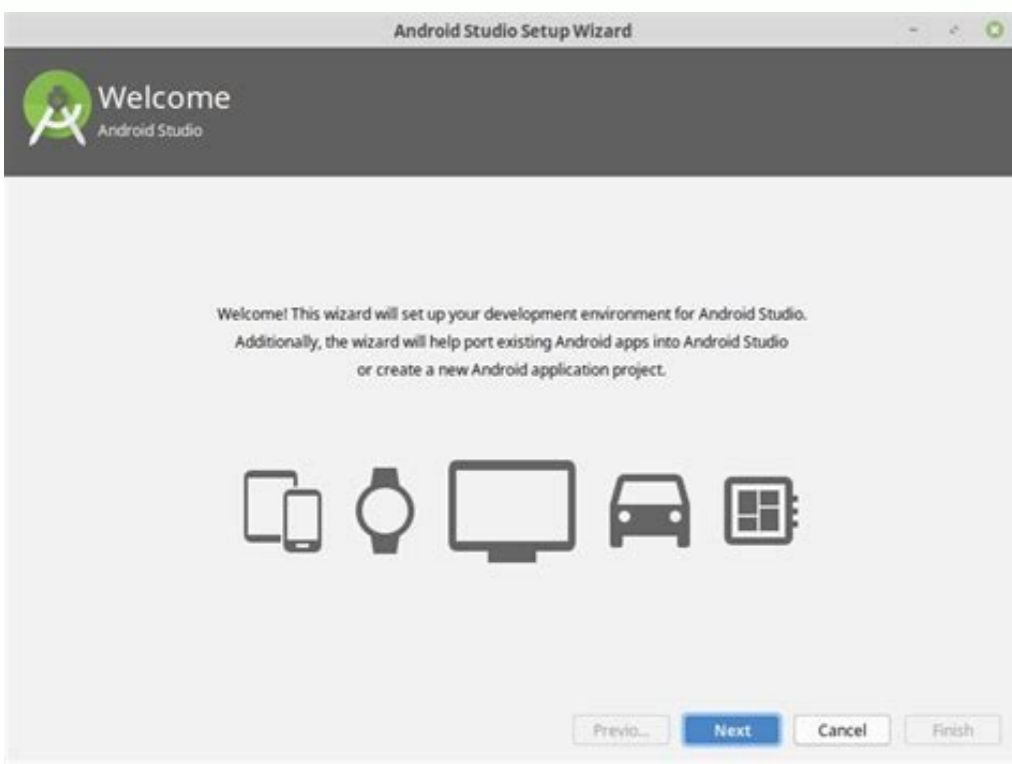 Android Studio Setup Wizard
Welcome
Android Studio
Welcome! This wizard will set up your development environment for Android Studio.
Additionally, the wizard will help port existing Android apps into Android Studio
or create a new Android application project.
Previo... Next Cancel Finish